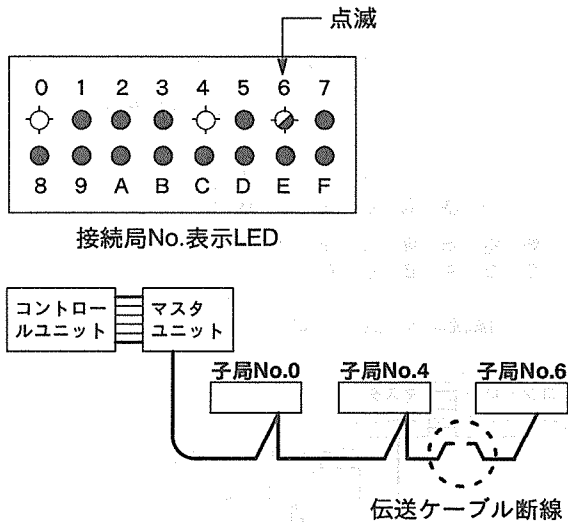 点滅
0 1 2 3 4 5 6 7
8 9 A B C D E F
接続局No.表示LED
コントロー
ルユニット
マスタ
ユニット
子局No.0
子局No.4
子局No.6
伝送ケーブル断線